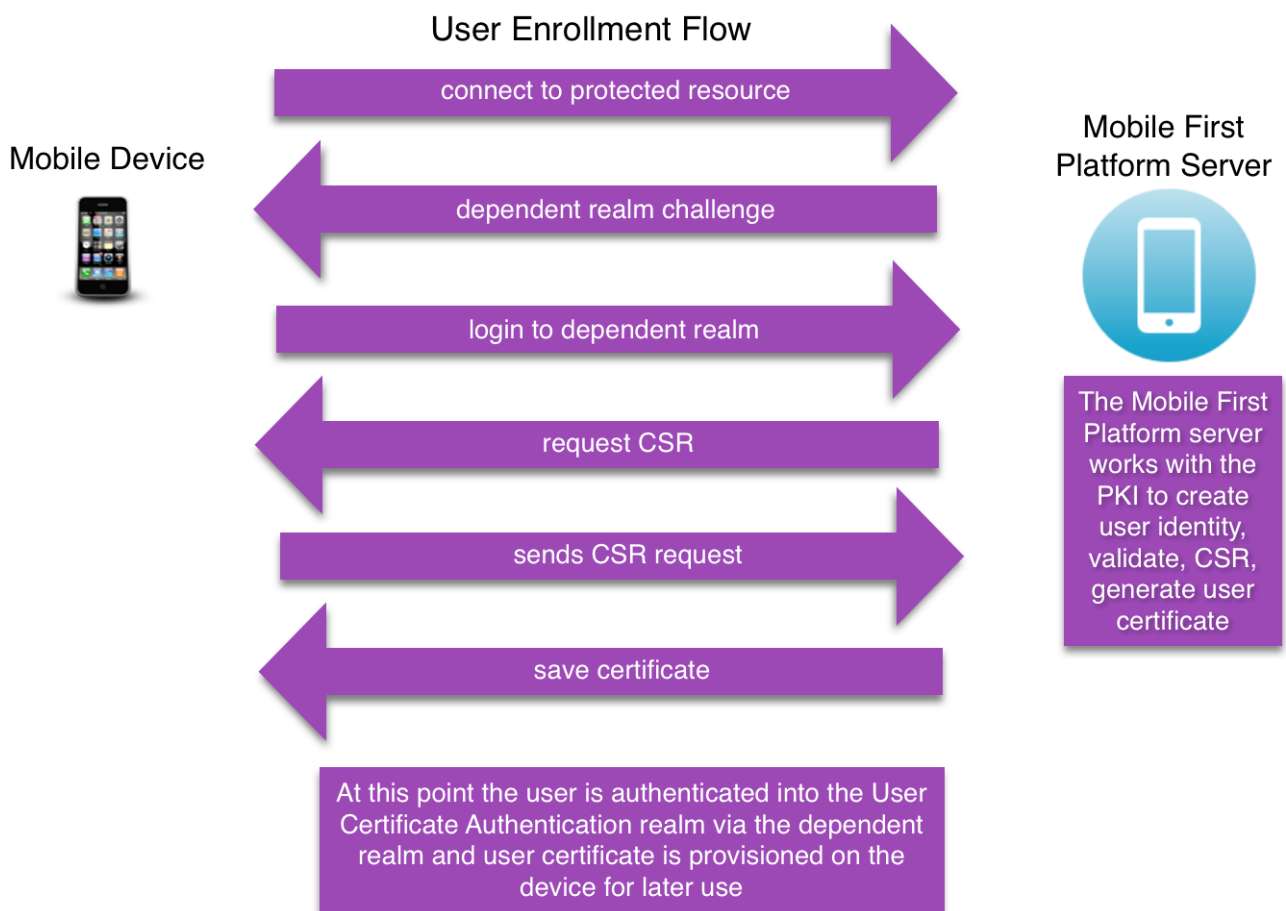 User Enrollment Flow
connect to protected resource
Mobile Device
Mobile First
Platform Server
dependent realm challenge
login to dependent realm
request CSR
sends CSR request
save certificate
The Mobile First
Platform server
works with the
PKI to create
user identity,
validate, CSR,
generate user
certificate
At this point the user is authenticated into the User
Certificate Authentication realm via the dependent
realm and user certificate is provisioned on the
device for later use